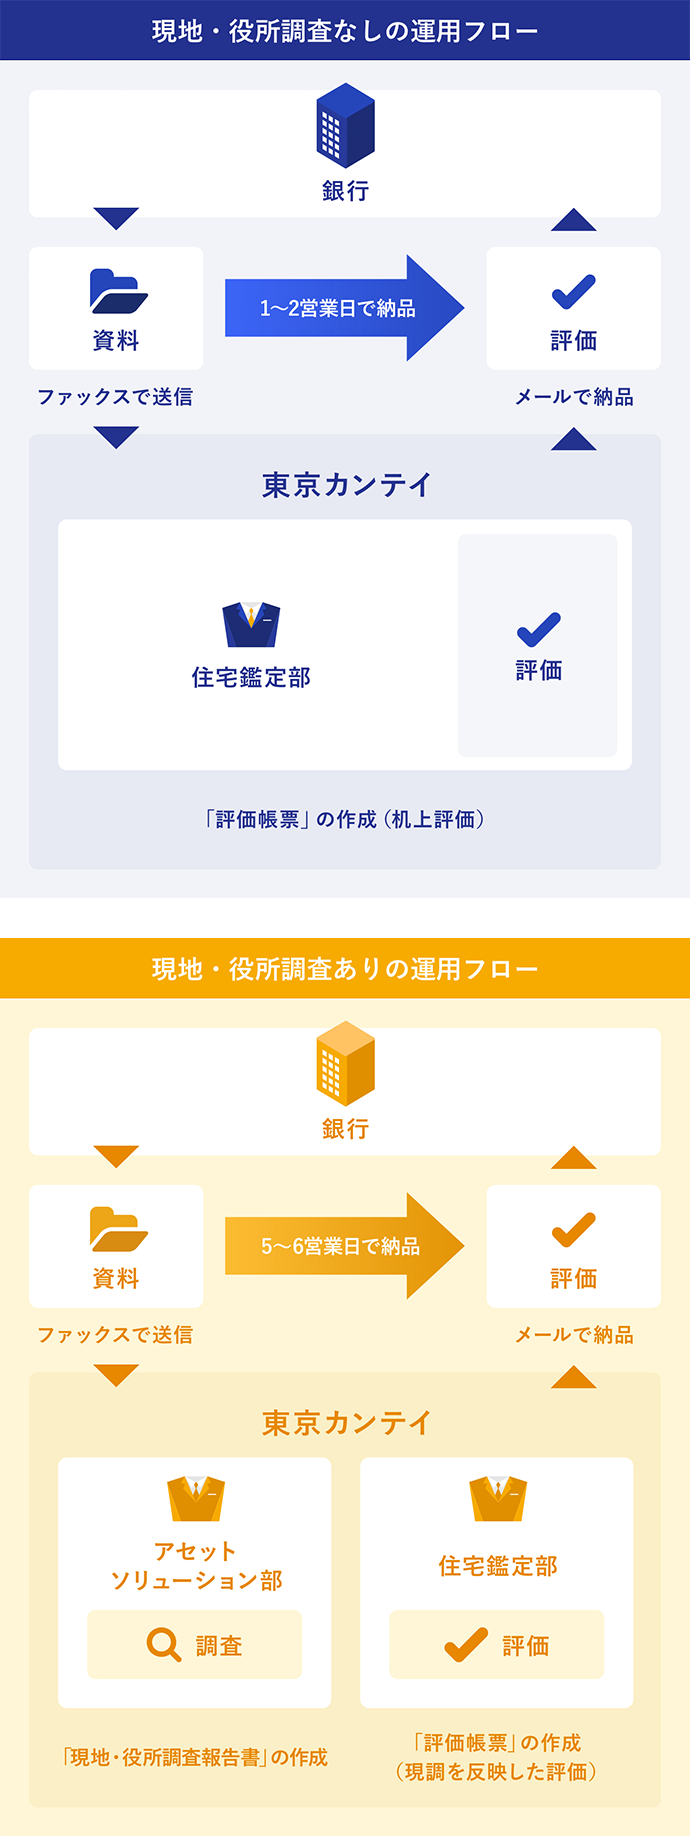 現地・役所調査なしの運用フロー
銀行
資料
1〜2営業日で納品
評価
ファックスで送信
メールで納品
東京カンテイ
住宅鑑定部
評価
「評価帳票」の作成（机上評価）
現地・役所調査ありの運用フロー
銀行
資料
5〜6営業日で納品
評価
ファックスで送信
メールで納品
東京カンテイ
アセット
ソリューション部
調査
「現地・役所調査報告書」の作成
住宅鑑定部
評価
「評価帳票」の作成
（現調を反映した評価）